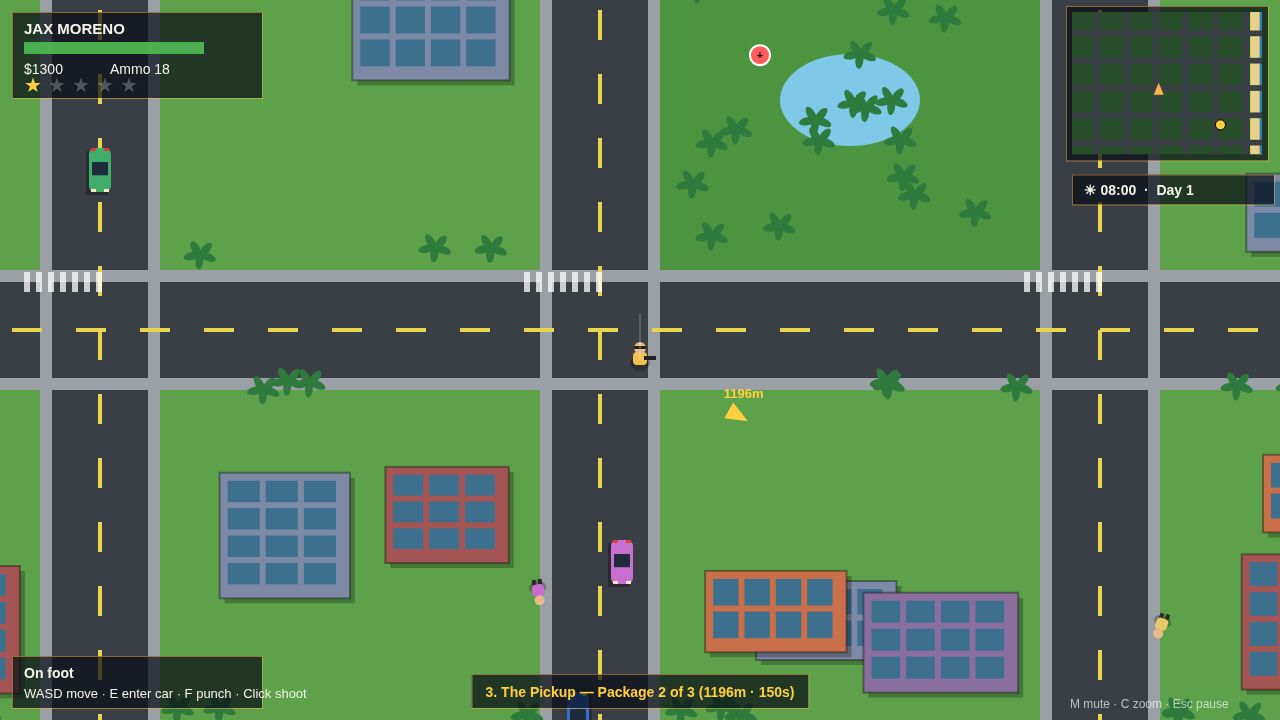 JAX MORENO
$1300 Ammo 18
☀ 08:00 · Day 1
1196m
On foot
WASD move · E enter car · F punch · Click shoot
3. The Pickup — Package 2 of 3 (1196m · 150s)
M mute · C zoom · Esc pause